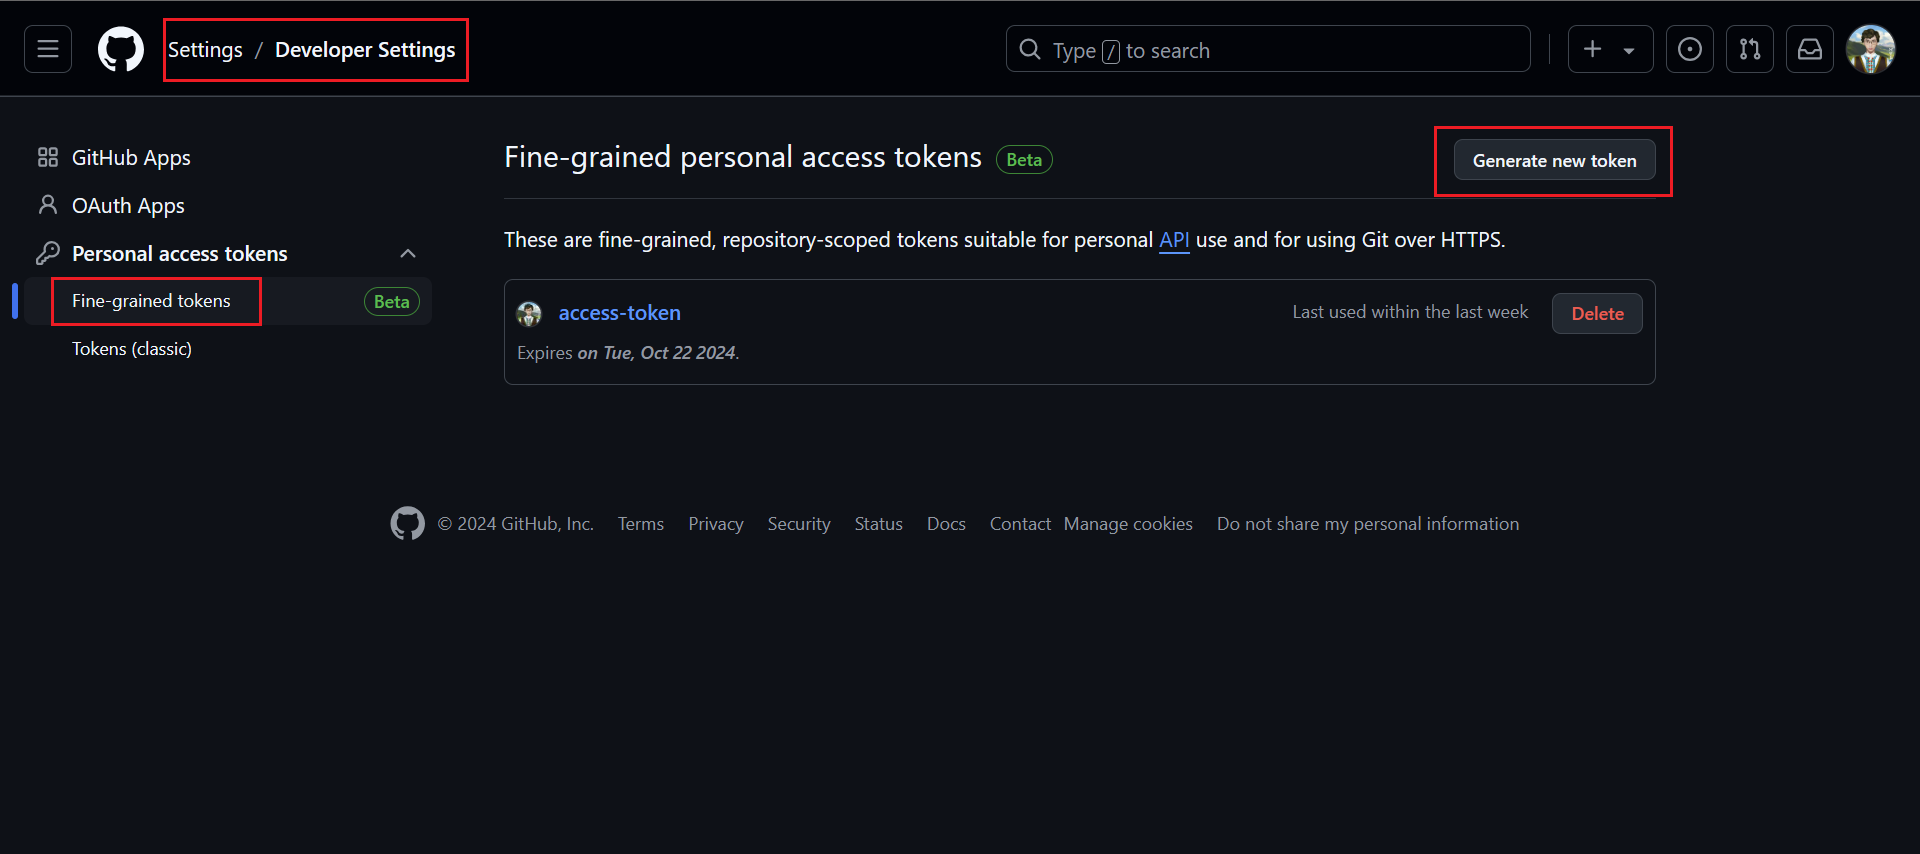 Settings / Developer Settings
Type / to search
GitHub Apps
OAuth Apps
Personal access tokens
Fine-grained tokens Beta
Tokens (classic)
Fine-grained personal access tokens Beta
Generate new token
These are fine-grained, repository-scoped tokens suitable for personal API use and for using Git over HTTPS.
access-token
Last used within the last week
Delete
Expires on Tue, Oct 22 2024.
© 2024 GitHub, Inc. Terms Privacy Security Status Docs Contact Manage cookies Do not share my personal information